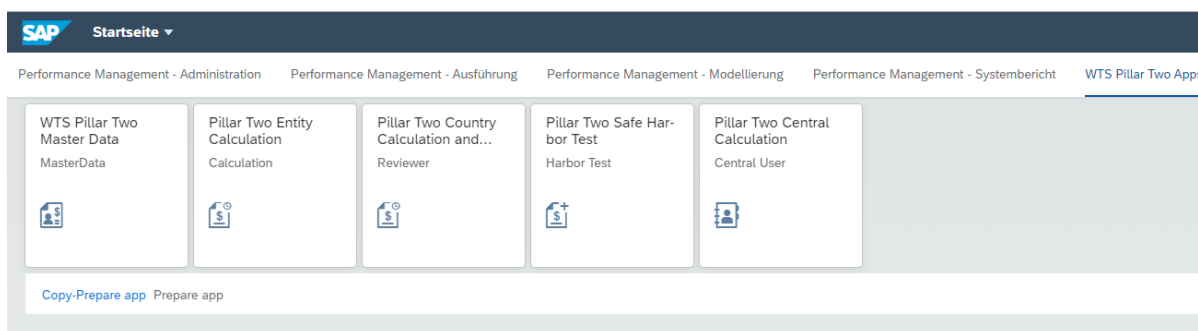 SAP Startseite
Performance Management - Administration Performance Management - Ausführung Performance Management - Modellierung Performance Management - Systembericht WTS Pillar Two Apps
WTS Pillar Two
Master Data
MasterData
Pillar Two Entity
Calculation
Calculation
Pillar Two Country
Calculation and...
Reviewer
Pillar Two Safe Har-
bor Test
Harbor Test
Pillar Two Central
Calculation
Central User
Copy-Prepare app Prepare app